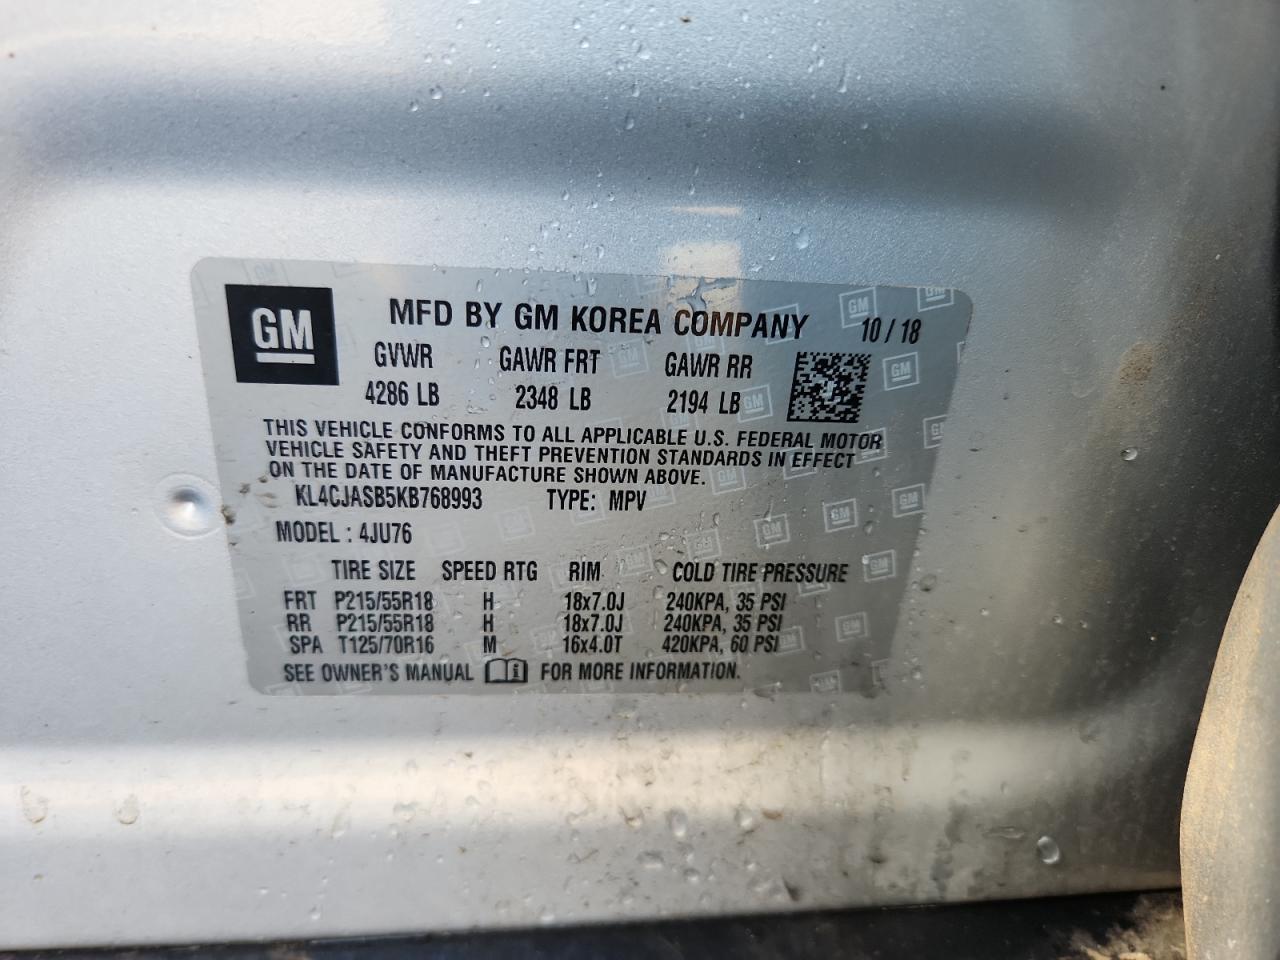 GM
MFD BY GM KOREA COMPANY 10 / 18
GVWR GAWR FRT GAWR RR
4286 LB 2348 LB 2194 LB
THIS VEHICLE CONFORMS TO ALL APPLICABLE U.S. FEDERAL MOTOR
VEHICLE SAFETY AND THEFT PREVENTION STANDARDS IN EFFECT
ON THE DATE OF MANUFACTURE SHOWN ABOVE.
KL4CJASB5KB768993 TYPE: MPV
MODEL : 4JU76
TIRE SIZE SPEED RTG RIM COLD TIRE PRESSURE
FRT P215/55R18 H 18x7.0J 240KPA, 35 PSI
RR P215/55R18 H 18x7.0J 240KPA, 35 PSI
SPA T125/70R16 M 16x4.0T 420KPA, 60 PSI
SEE OWNER'S MANUAL FOR MORE INFORMATION.